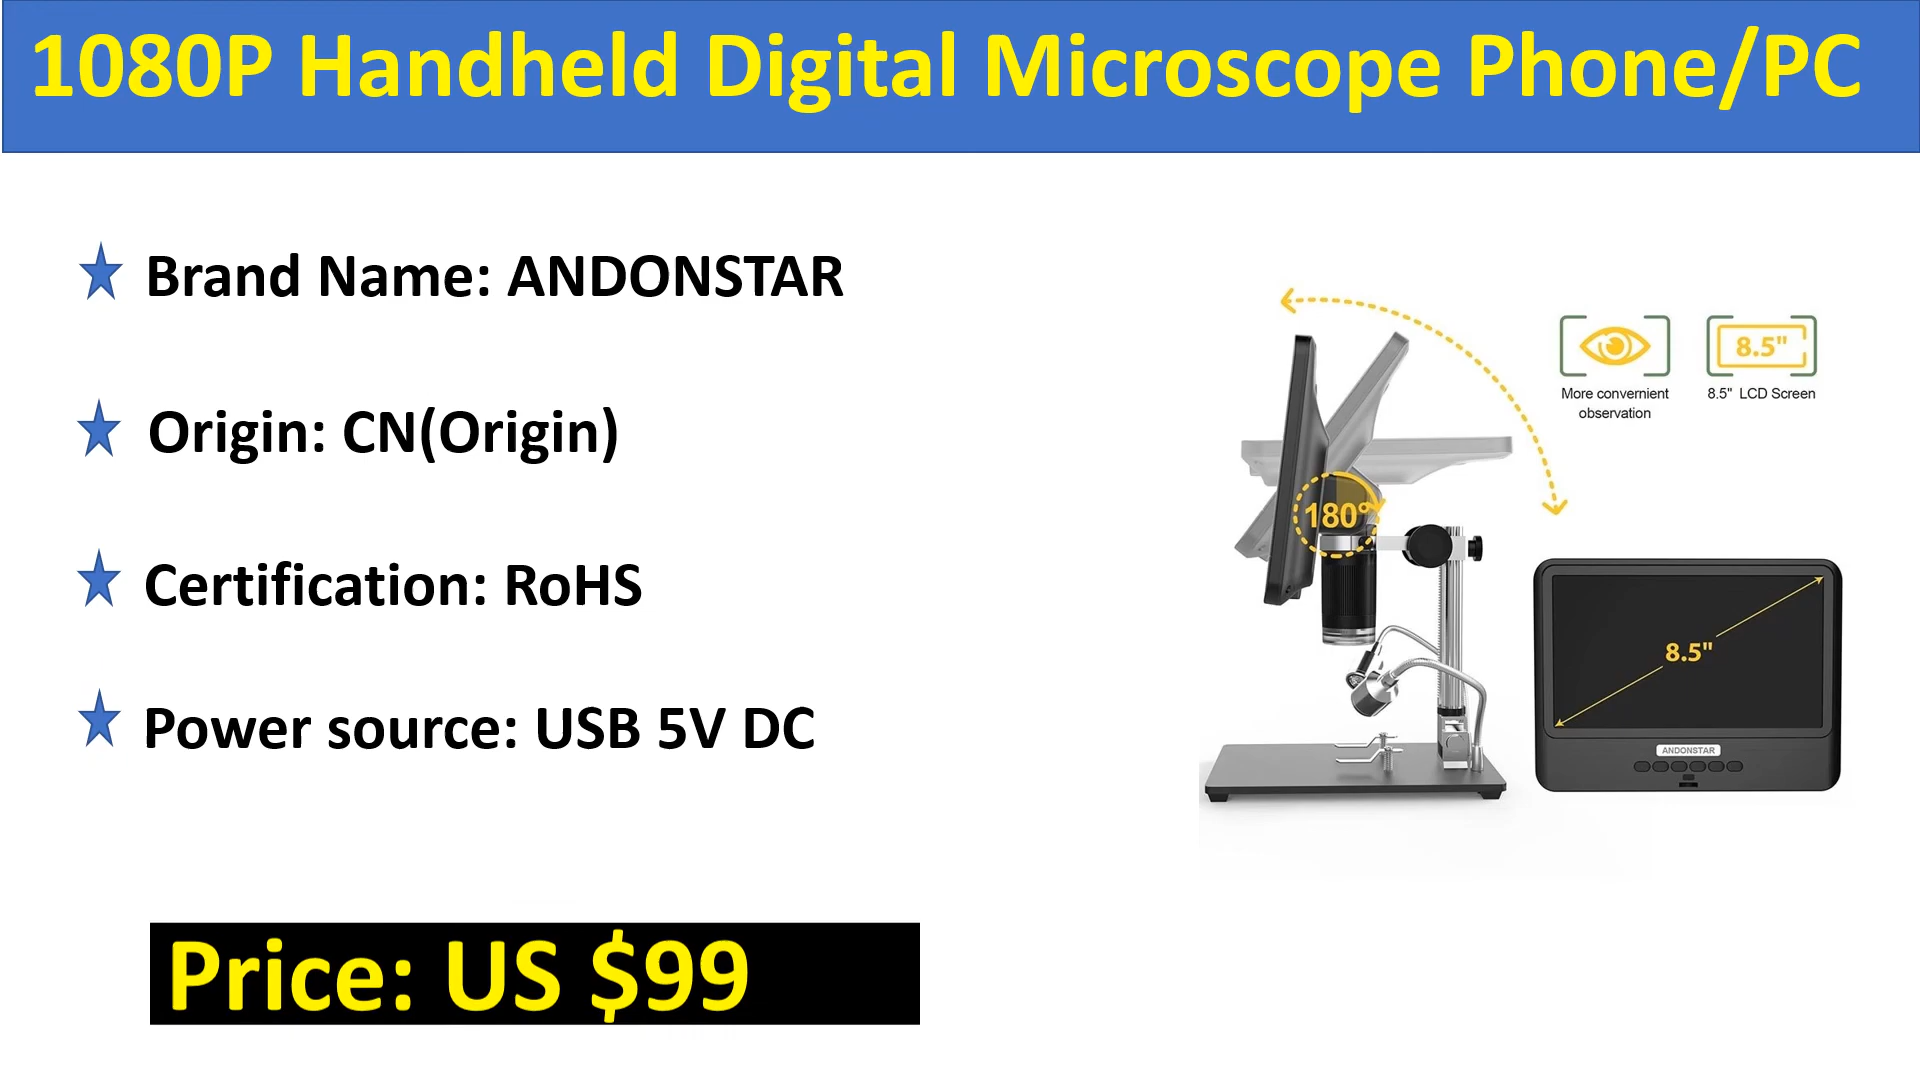 1080P Handheld Digital Microscope Phone/PC
Brand Name: ANDONSTAR
Origin: CN(Origin)
Certification: RoHS
Power source: USB 5V DC
Price: US $99
8.5"
More convernient
observation
8.5" LCD Screen
180°
8.5"
ANDONSTAR